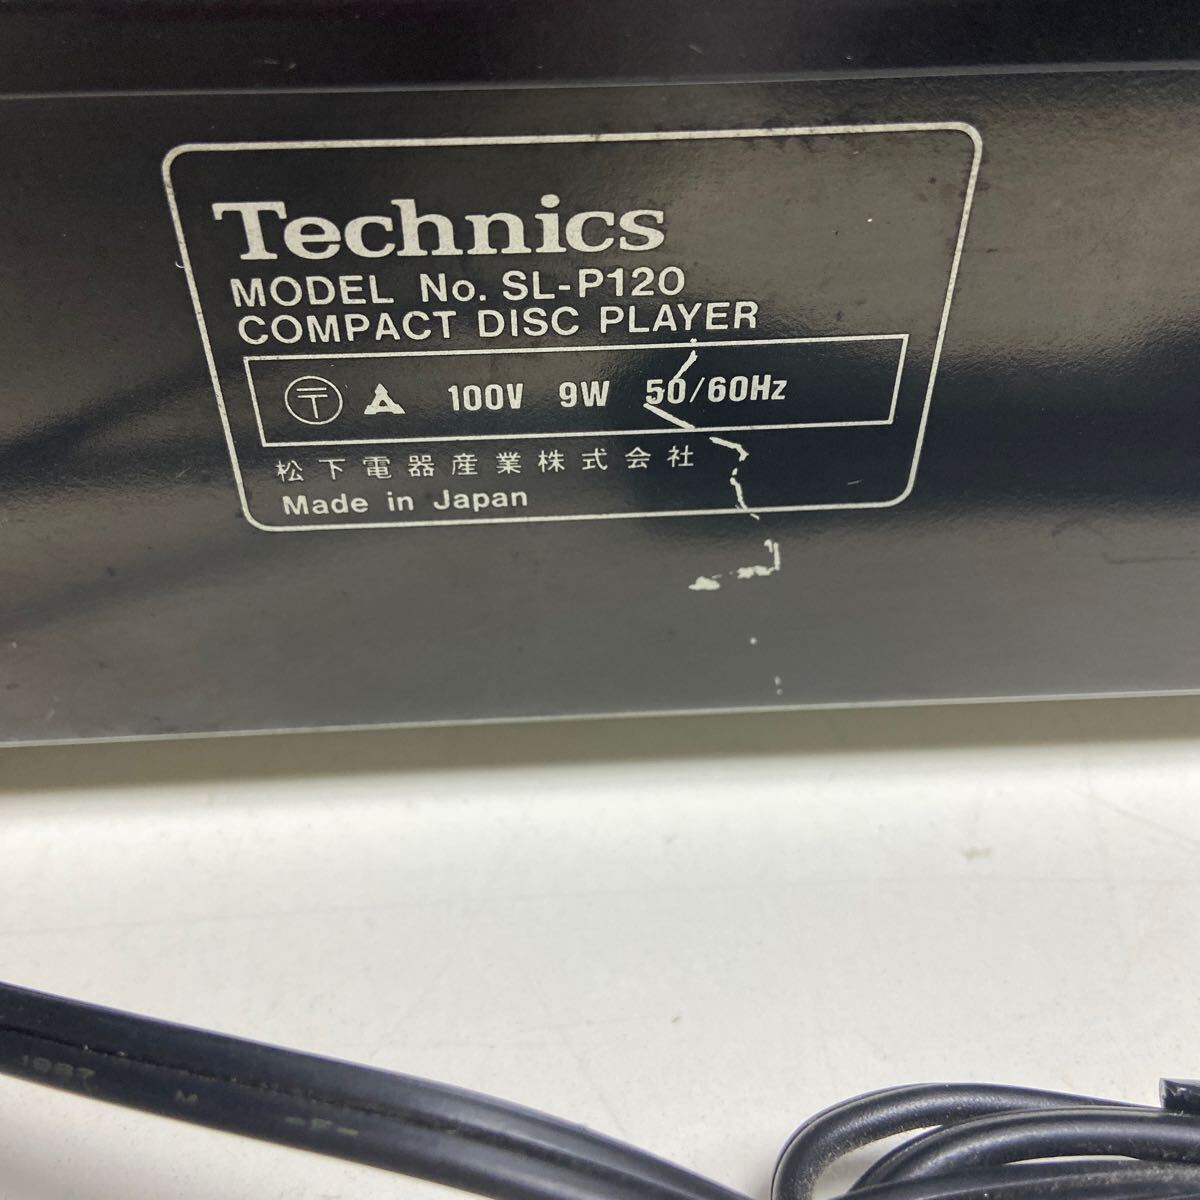 Technics
MODEL No. SL-P120
COMPACT DISC PLAYER
〒 100V 9W 50/60Hz
松下電器産業株式会社
Made in Japan
1987 M -F-